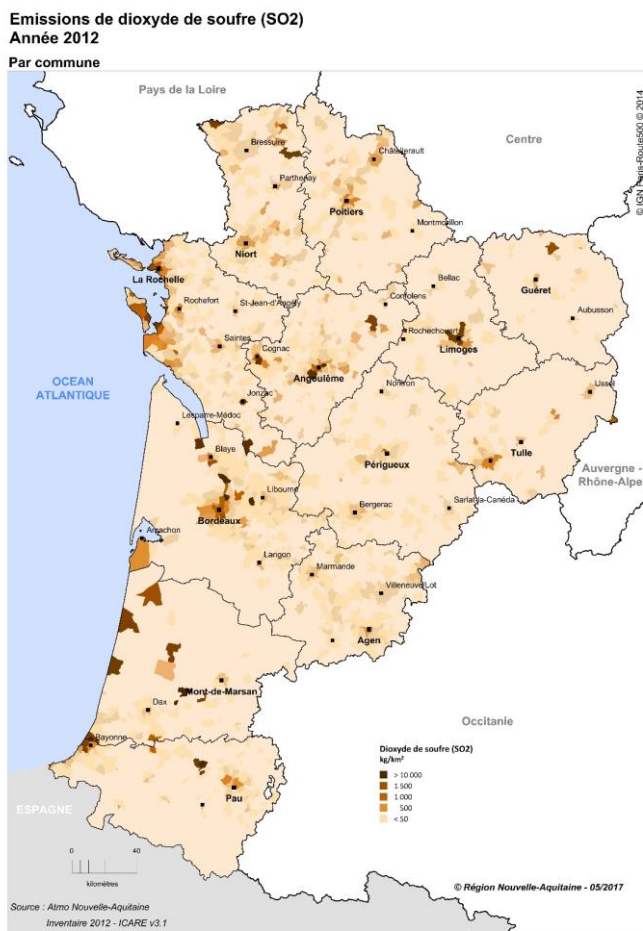 Emissions de dioxyde de soufre (SO2)
Année 2012
Par commune
Pays de la Loire
Centre
© IGN Paris-Route500 © 2014
Bressuire
Châtellerault
Parthenay
Poitiers
Montmorillon
Niort
La Rochelle
Bellac
Guéret
Rochefort
St-Jean-d'Angély
Confolens
Aubusson
Rochechouart
Saintes
Cognac
Limoges
Angoulême
OCEAN
ATLANTIQUE
Nontron
Ussel
Jonzac
Lesparre-Médoc
Tulle
Blaye
Périgueux
Auvergne -
Rhône-Alpe
Libourne
Bergerac
Sarlat-la-Canéda
Bordeaux
Arcachon
Langon
Marmande
Villeneuve/Lot
Agen
Mont-de-Marsan
Dax
Occitanie
Bayonne
Dioxyde de soufre (SO2)
kg/km²
> 10 000
1 500
1 000
500
< 50
Pau
ESPAGNE
0 40
kilomètres
© Région Nouvelle-Aquitaine - 05/2017
Source : Atmo Nouvelle-Aquitaine
Inventaire 2012 - ICARE v3.1